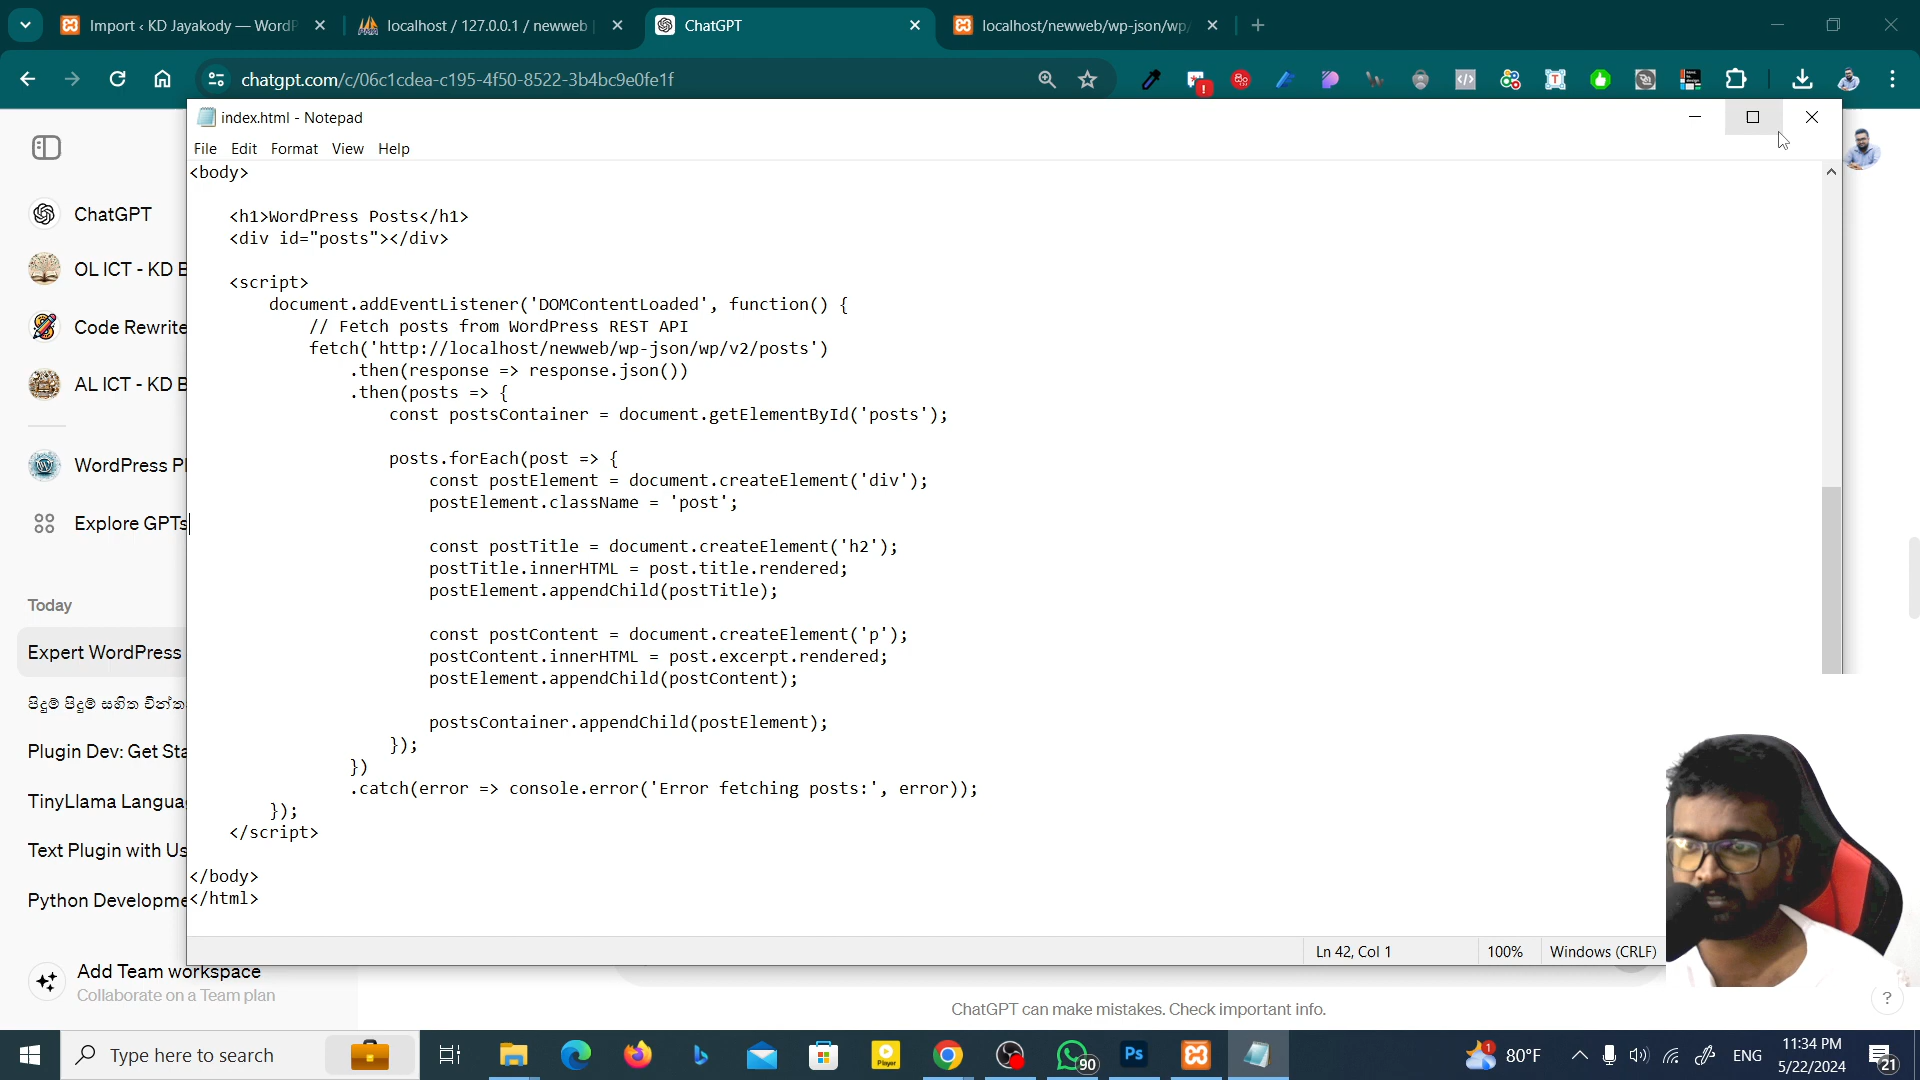 Import ‹ KD Jayakody — WordP
localhost / 127.0.0.1 / newweb
ChatGPT
localhost/newweb/wp-json/wp/
chatgpt.com/c/06c1cdea-c195-4f50-8522-3b4bc9e0fe1f
index.html - Notepad
File Edit Format View Help
ChatGPT
OL ICT - KD B
Code Rewrite
AL ICT - KD B
WordPress Pl
Explore GPTs
Today
Expert WordPress
පිදුම් පිදුම් සහිත චින්ත
Plugin Dev: Get Sta
TinyLlama Langua
Text Plugin with Us
Python Developme
Add Team workspace
Collaborate on a Team plan
<body>
<h1>WordPress Posts</h1>
<div id="posts"></div>
<script>
document.addEventListener('DOMContentLoaded', function() {
// Fetch posts from WordPress REST API
fetch('http://localhost/newweb/wp-json/wp/v2/posts')
.then(response => response.json())
.then(posts => {
const postsContainer = document.getElementById('posts');
posts.forEach(post => {
const postElement = document.createElement('div');
postElement.className = 'post';
const postTitle = document.createElement('h2');
postTitle.innerHTML = post.title.rendered;
postElement.appendChild(postTitle);
const postContent = document.createElement('p');
postContent.innerHTML = post.excerpt.rendered;
postElement.appendChild(postContent);
postsContainer.appendChild(postElement);
});
})
.catch(error => console.error('Error fetching posts:', error));
});
</script>
</body>
</html>
Ln 42, Col 1
100%
Windows (CRLF)
ChatGPT can make mistakes. Check important info.
?
Type here to search
Player
90
Ps
1
80°F
ENG
11:34 PM
5/22/2024
21